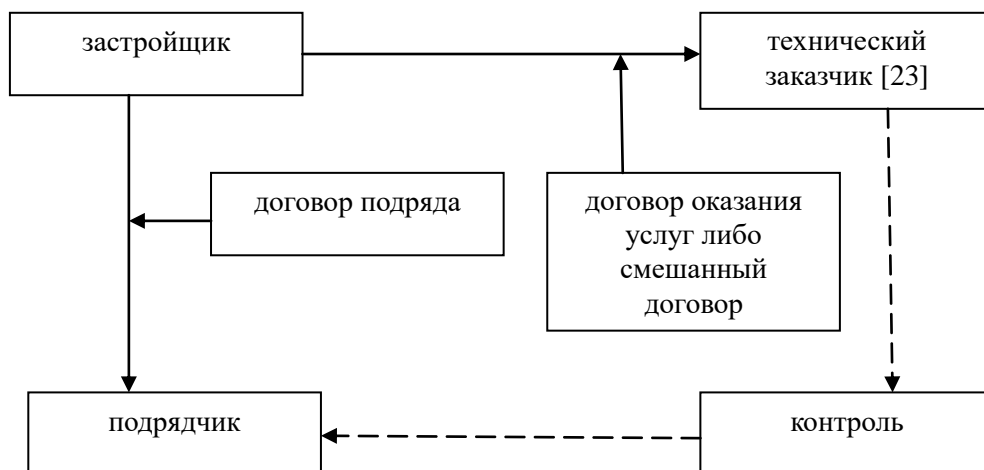 застройщик
технический
заказчик [23]
договор подряда
договор оказания
услуг либо
смешанный
договор
подрядчик
контроль